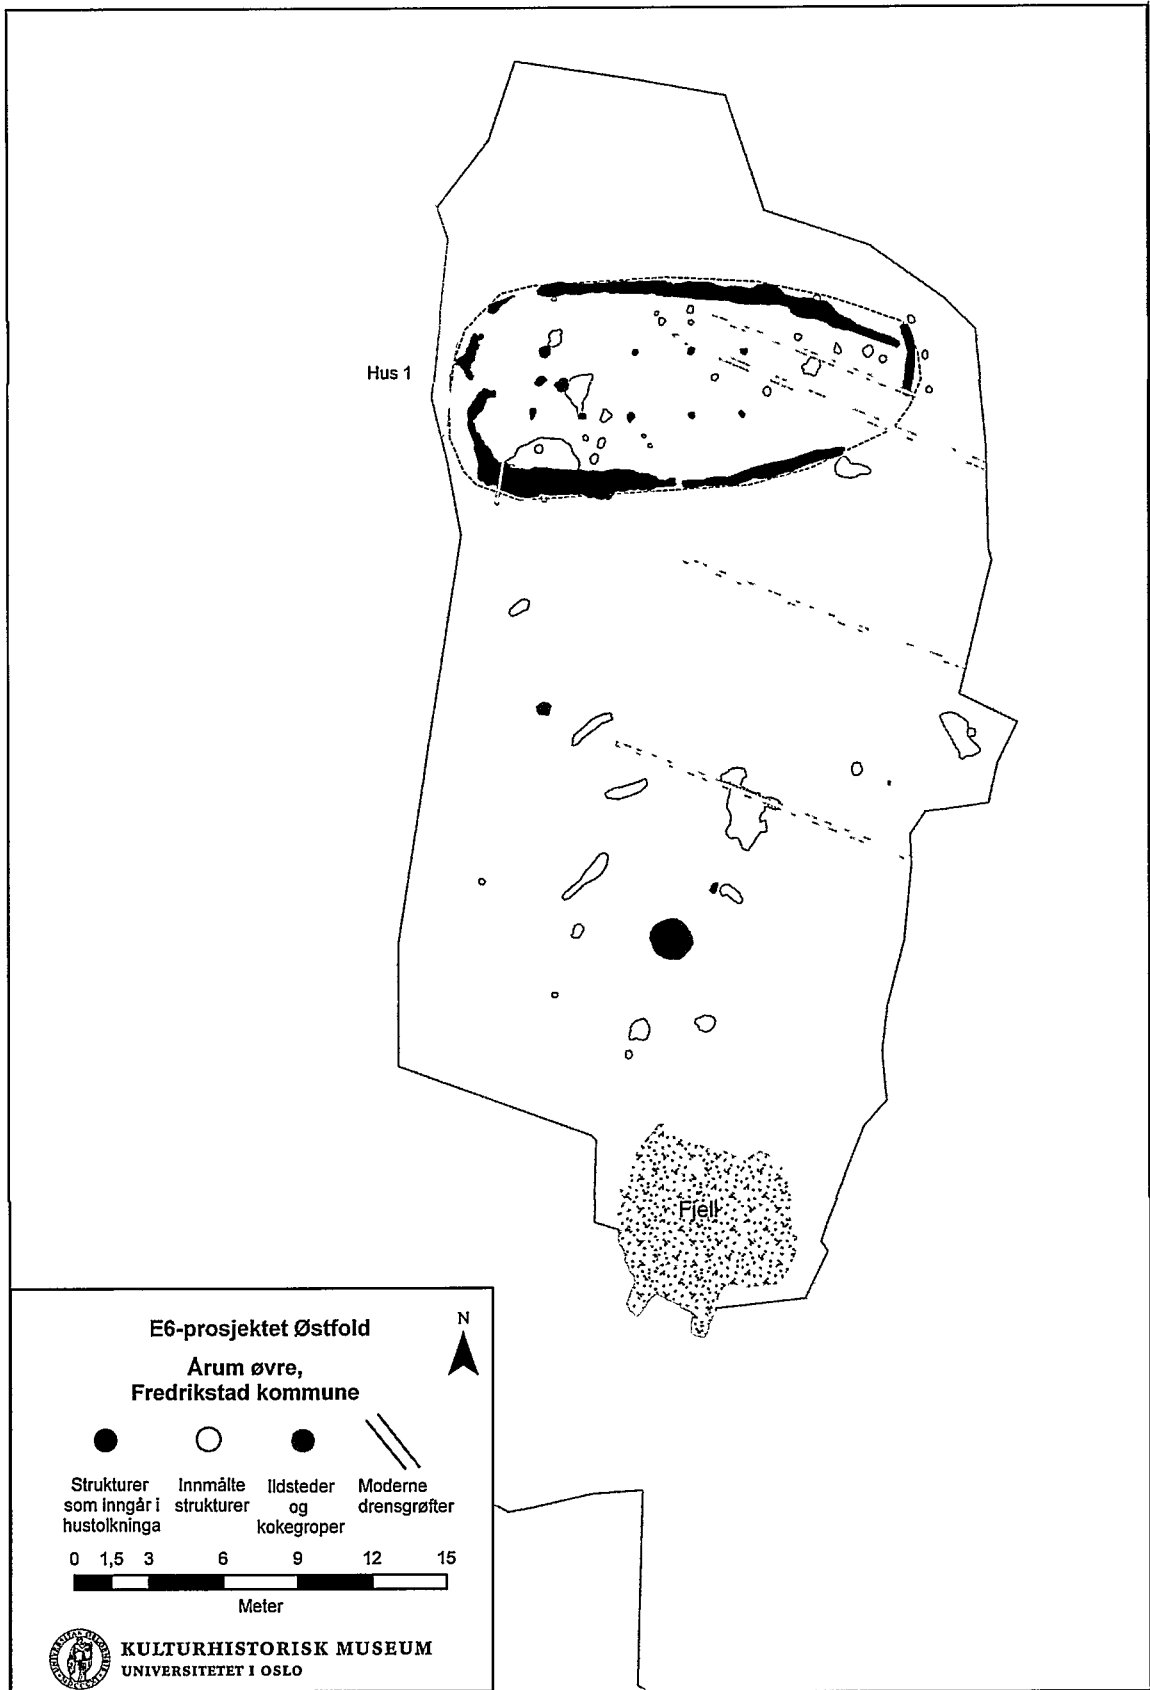 Hus 1
Fjell
E6-prosjektet Østfold
N
Årum øvre,
Fredrikstad kommune
Strukturer
som inngår i
hustolkninga
Innmålte
strukturer
Ildsteder
og
kokegroper
Moderne
drensgrøfter
0 1,5 3 6 9 12 15
Meter
KULTURHISTORISK MUSEUM
UNIVERSITETET I OSLO